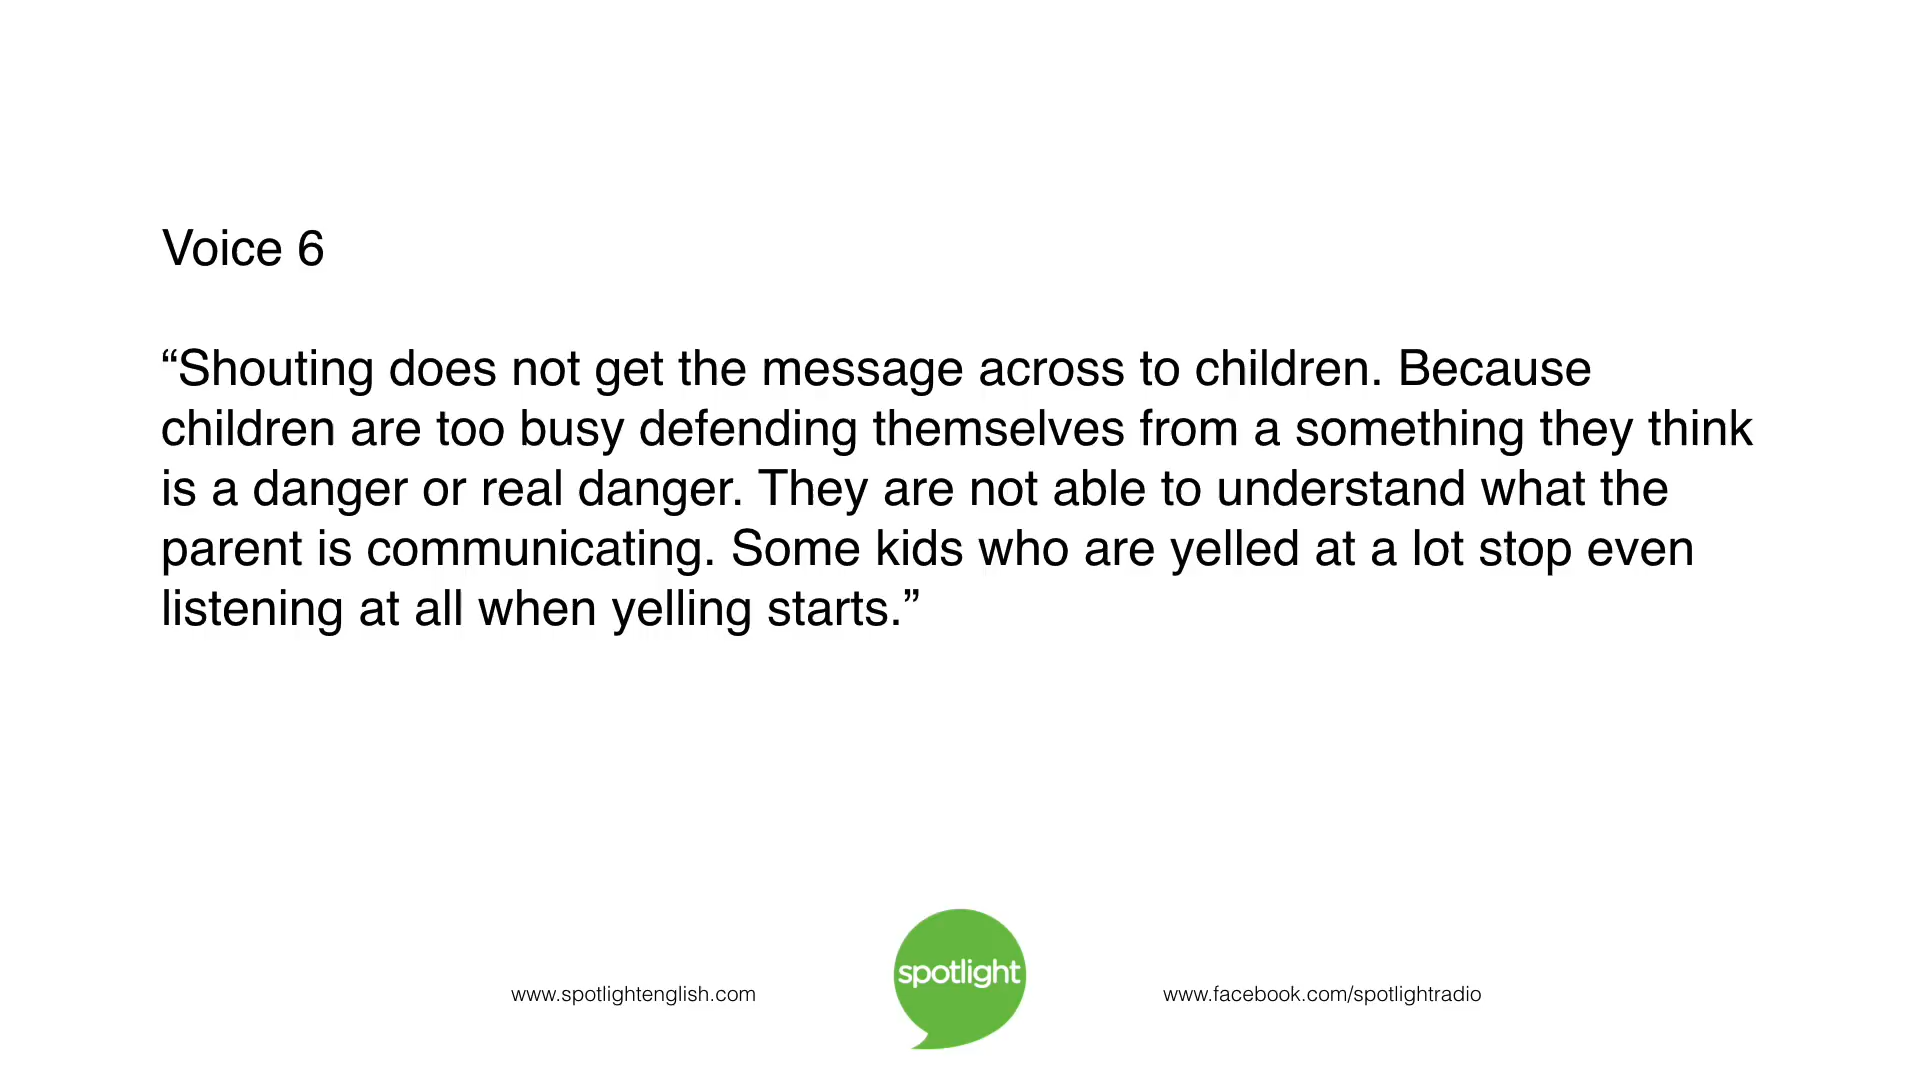 Voice 6
“Shouting does not get the message across to children. Because
children are too busy defending themselves from a something they think
is a danger or real danger. They are not able to understand what the
parent is communicating. Some kids who are yelled at a lot stop even
listening at all when yelling starts.”
spotlight
www.spotlightenglish.com
www.facebook.com/spotlightradio